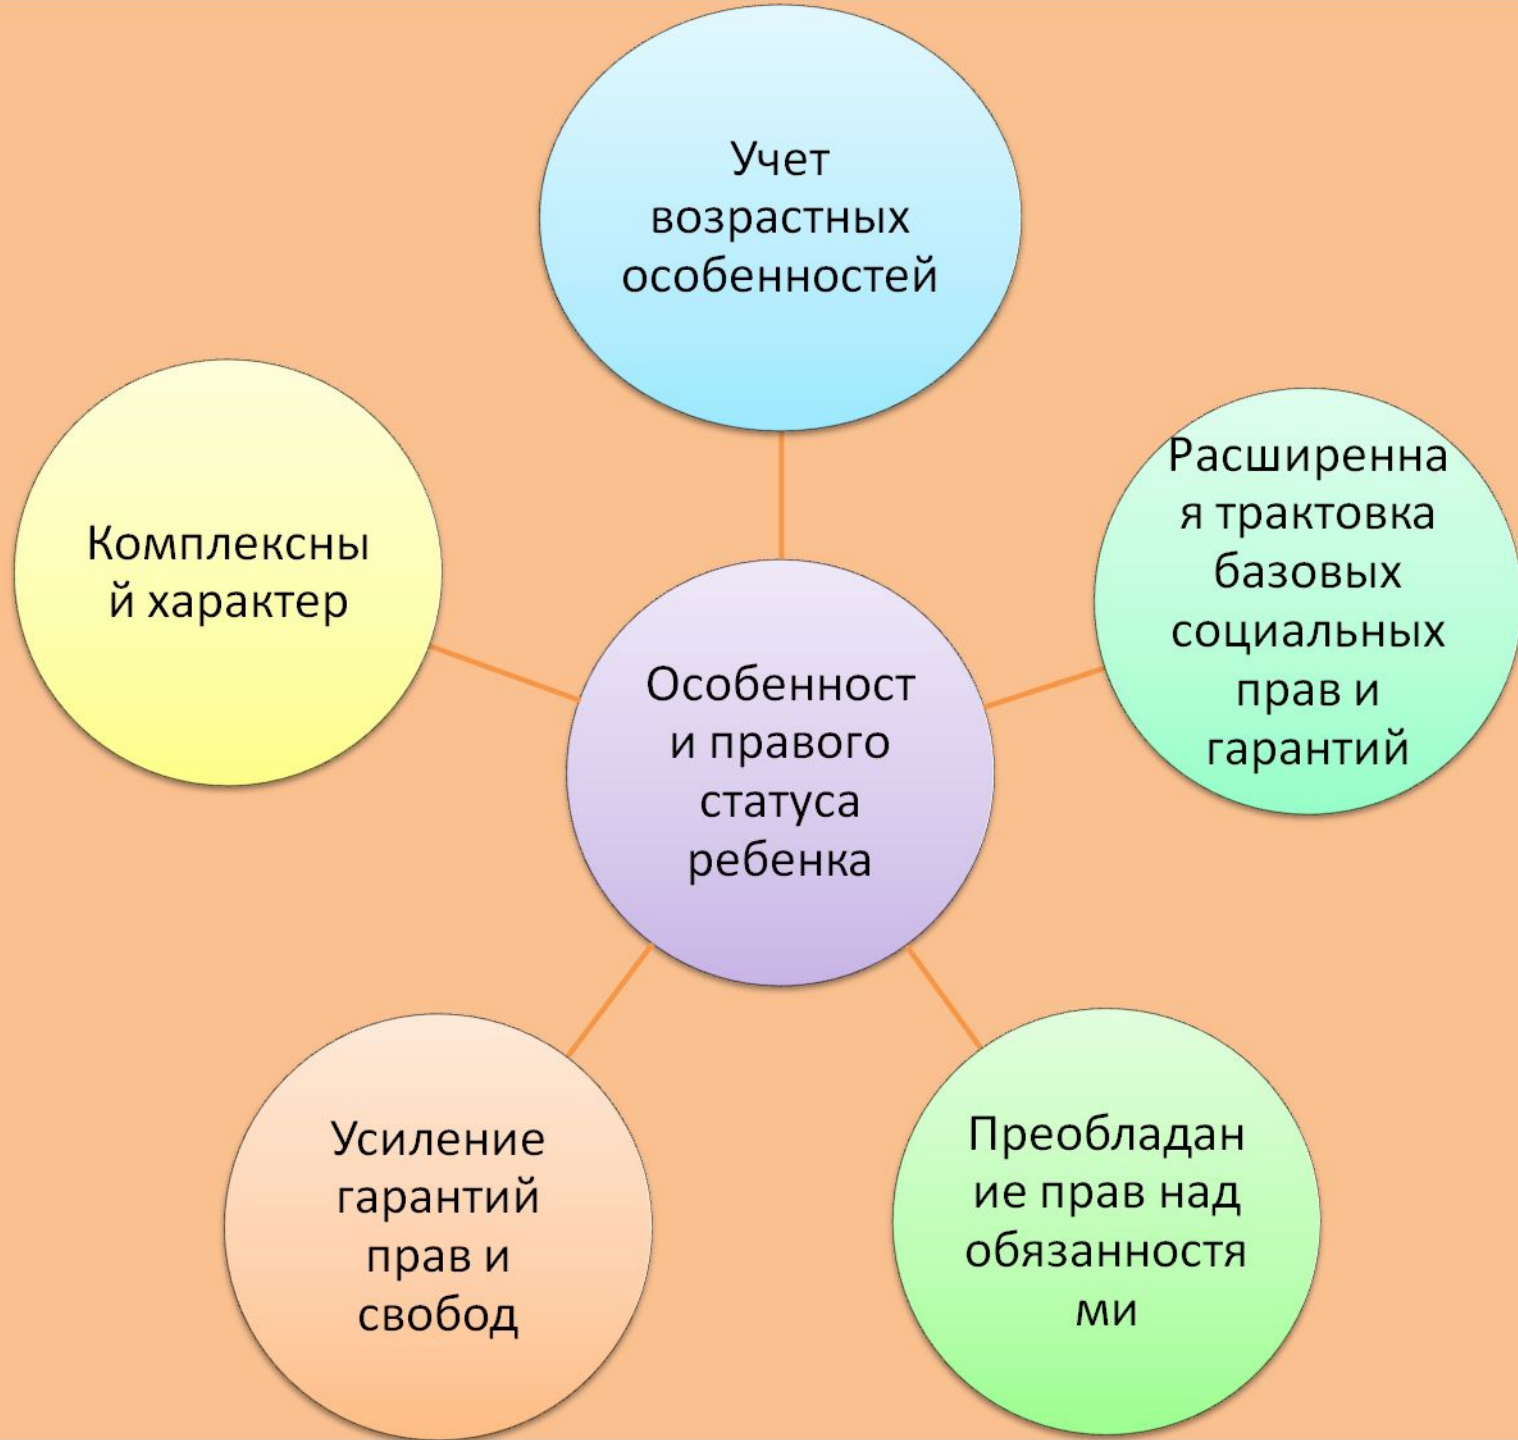 Учет
возрастных
особенностей
Расширенна
я трактовка
базовых
социальных
прав и
гарантий
Преобладан
ие прав над
обязанностя
ми
Усиление
гарантий
прав и
свобод
Комплексны
й характер
Особенност
и правого
статуса
ребенка